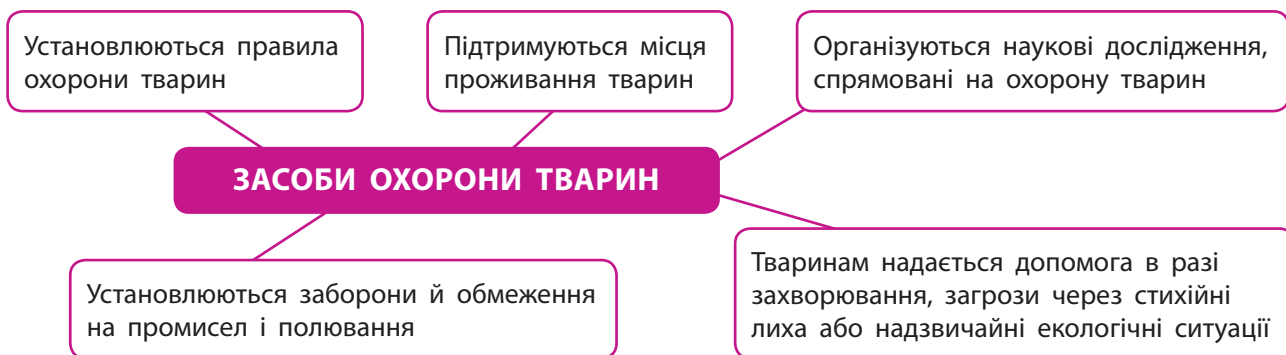 Установлюються правила
охорони тварин
Підтримуються місця
проживання тварин
Організуються наукові дослідження,
спрямовані на охорону тварин
ЗАСОБИ ОХОРОНИ ТВАРИН
Установлюються заборони й обмеження
на промисел і полювання
Тваринам надається допомога в разі
захворювання, загрози через стихійні
лиха або надзвичайні екологічні ситуації